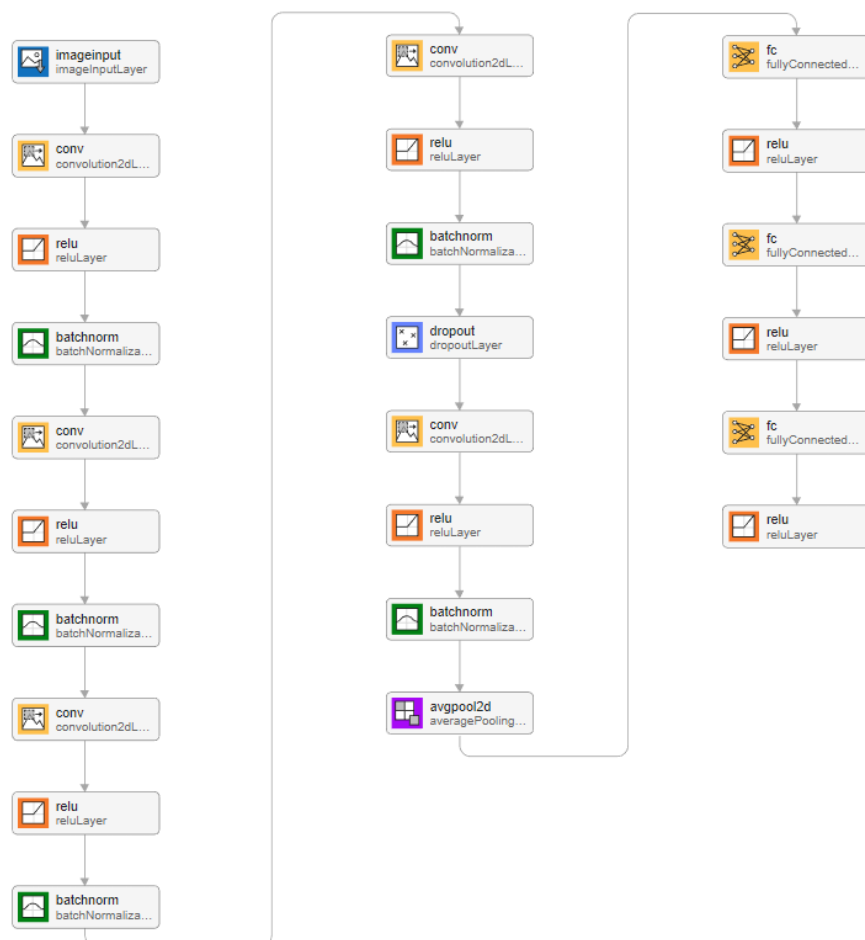 imageinput
imageInputLayer
conv
convolution2dL...
relu
reluLayer
batchnorm
batchNormaliza...
conv
convolution2dL...
relu
reluLayer
batchnorm
batchNormaliza...
conv
convolution2dL...
relu
reluLayer
batchnorm
batchNormaliza...
conv
convolution2dL...
relu
reluLayer
batchnorm
batchNormaliza...
dropout
dropoutLayer
conv
convolution2dL...
relu
reluLayer
batchnorm
batchNormaliza...
avgpool2d
averagePooling...
fc
fullyConnected...
relu
reluLayer
fc
fullyConnected...
relu
reluLayer
fc
fullyConnected...
relu
reluLayer